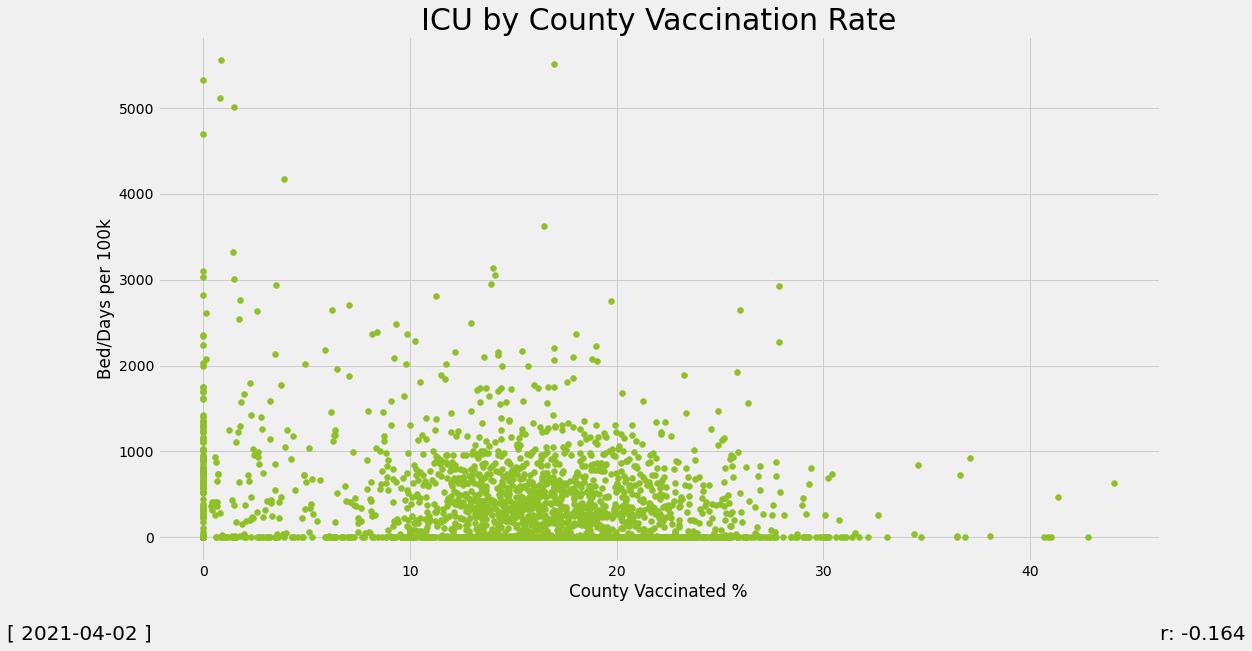 ICU by County Vaccination Rate
Bed/Days per 100k
5000
4000
3000
2000
1000
0
0 10 20 30 40
County Vaccinated %
[ 2021-04-02 ]
r: -0.164